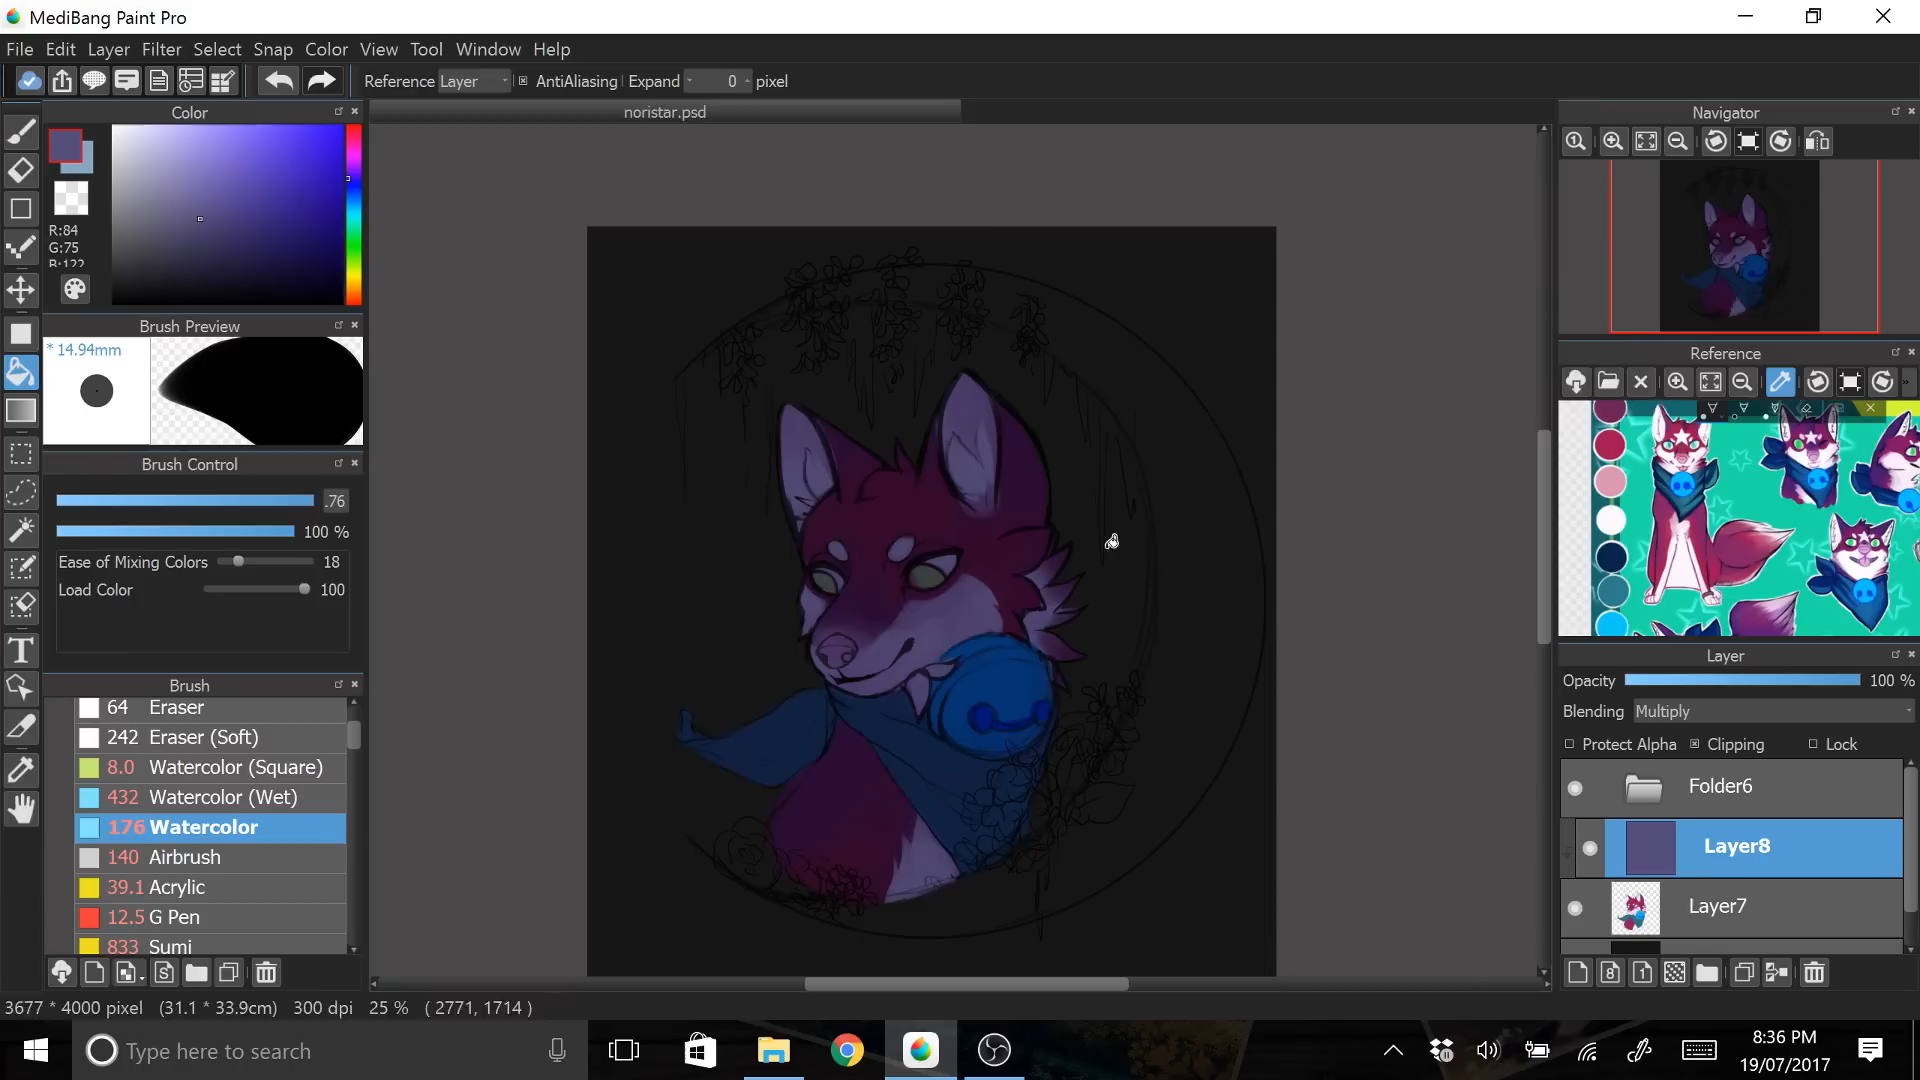 MediBang Paint Pro
File Edit Layer Filter Select Snap Color View Tool Window Help
Reference Layer AntiAliasing Expand 0 pixel
Color
noristar.psd
Navigator
R:84
G:75
B:122
Brush Preview
* 14.94mm
Reference
Brush Control
.76
100 %
Ease of Mixing Colors 18
Load Color 100
Brush
64 Eraser
242 Eraser (Soft)
8.0 Watercolor (Square)
432 Watercolor (Wet)
176 Watercolor
140 Airbrush
39.1 Acrylic
12.5 G Pen
833 Sumi
Layer
Opacity 100 %
Blending Multiply
Protect Alpha Clipping Lock
Folder6
Layer8
Layer7
3677 * 4000 pixel (31.1 * 33.9cm) 300 dpi 25 % ( 2771, 1714 )
Type here to search
8:36 PM
19/07/2017